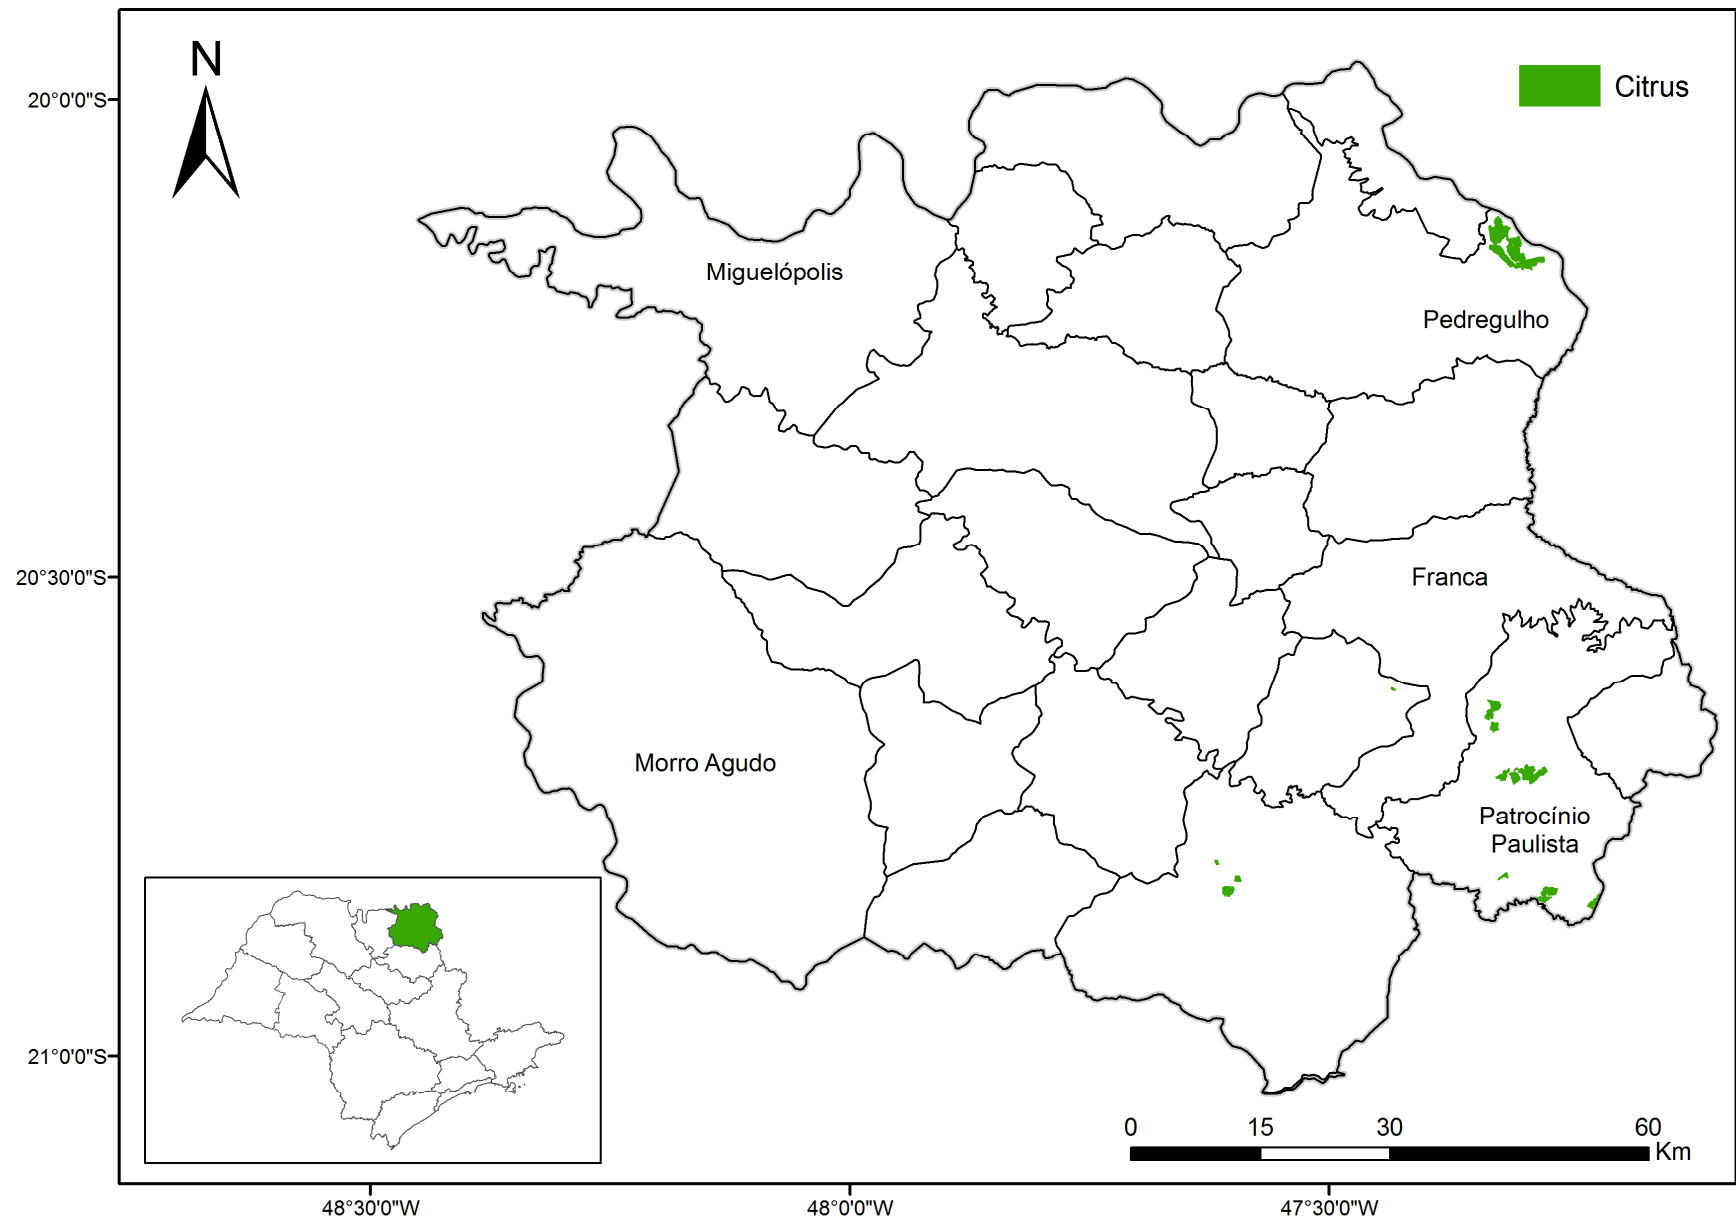 N
Citrus
20°0'0"S
Miguelópolis
Pedregulho
20°30'0"S
Franca
Morro Agudo
Patrocínio
Paulista
21°0'0"S
0 15 30 60
Km
48°30'0"W 48°0'0"W 47°30'0"W